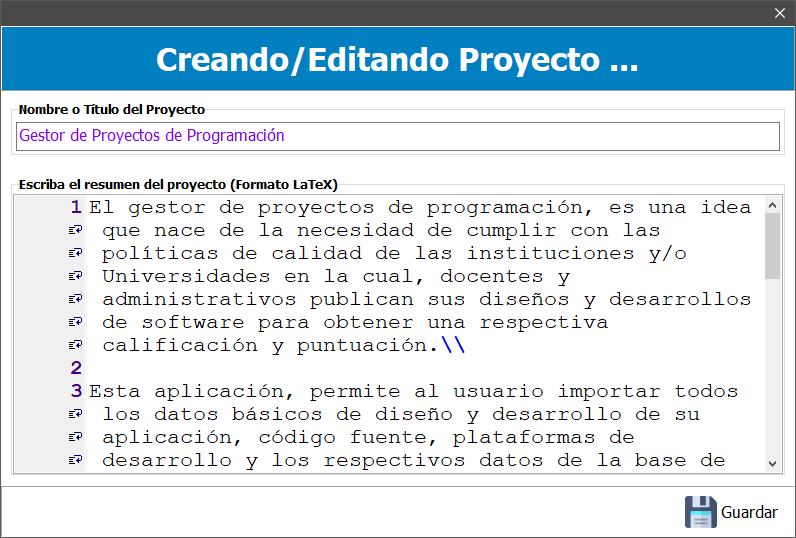 Creando/Editando Proyecto ...
Nombre o Título del Proyecto
Gestor de Proyectos de Programación
Escriba el resumen del proyecto (Formato LaTeX)
1 El gestor de proyectos de programación, es una idea
que nace de la necesidad de cumplir con las
políticas de calidad de las instituciones y/o
Universidades en la cual, docentes y
administrativos publican sus diseños y desarrollos
de software para obtener una respectiva
calificación y puntuación.\\
2
3 Esta aplicación, permite al usuario importar todos
los datos básicos de diseño y desarrollo de su
aplicación, código fuente, plataformas de
desarrollo y los respectivos datos de la base de
Guardar